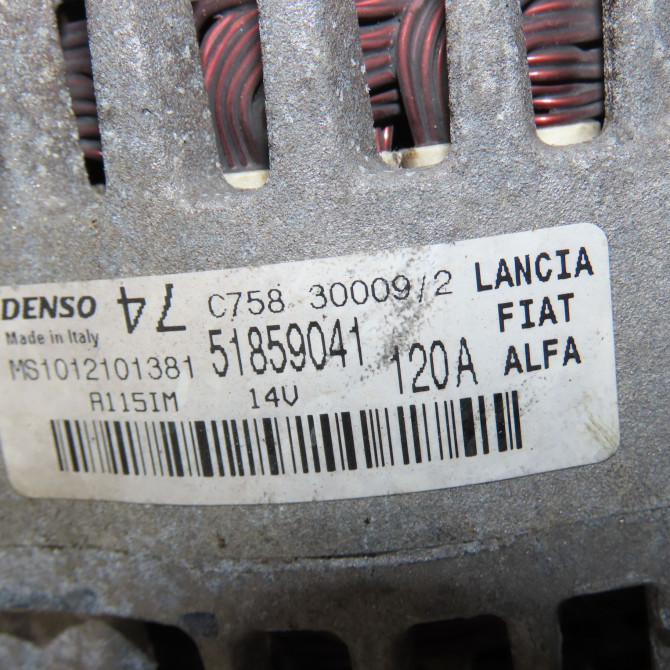 DENSO 74 C758 30009/2 LANCIA
Made in Italy FIAT
MS1012101381 51859041 120A ALFA
A115IM 14V